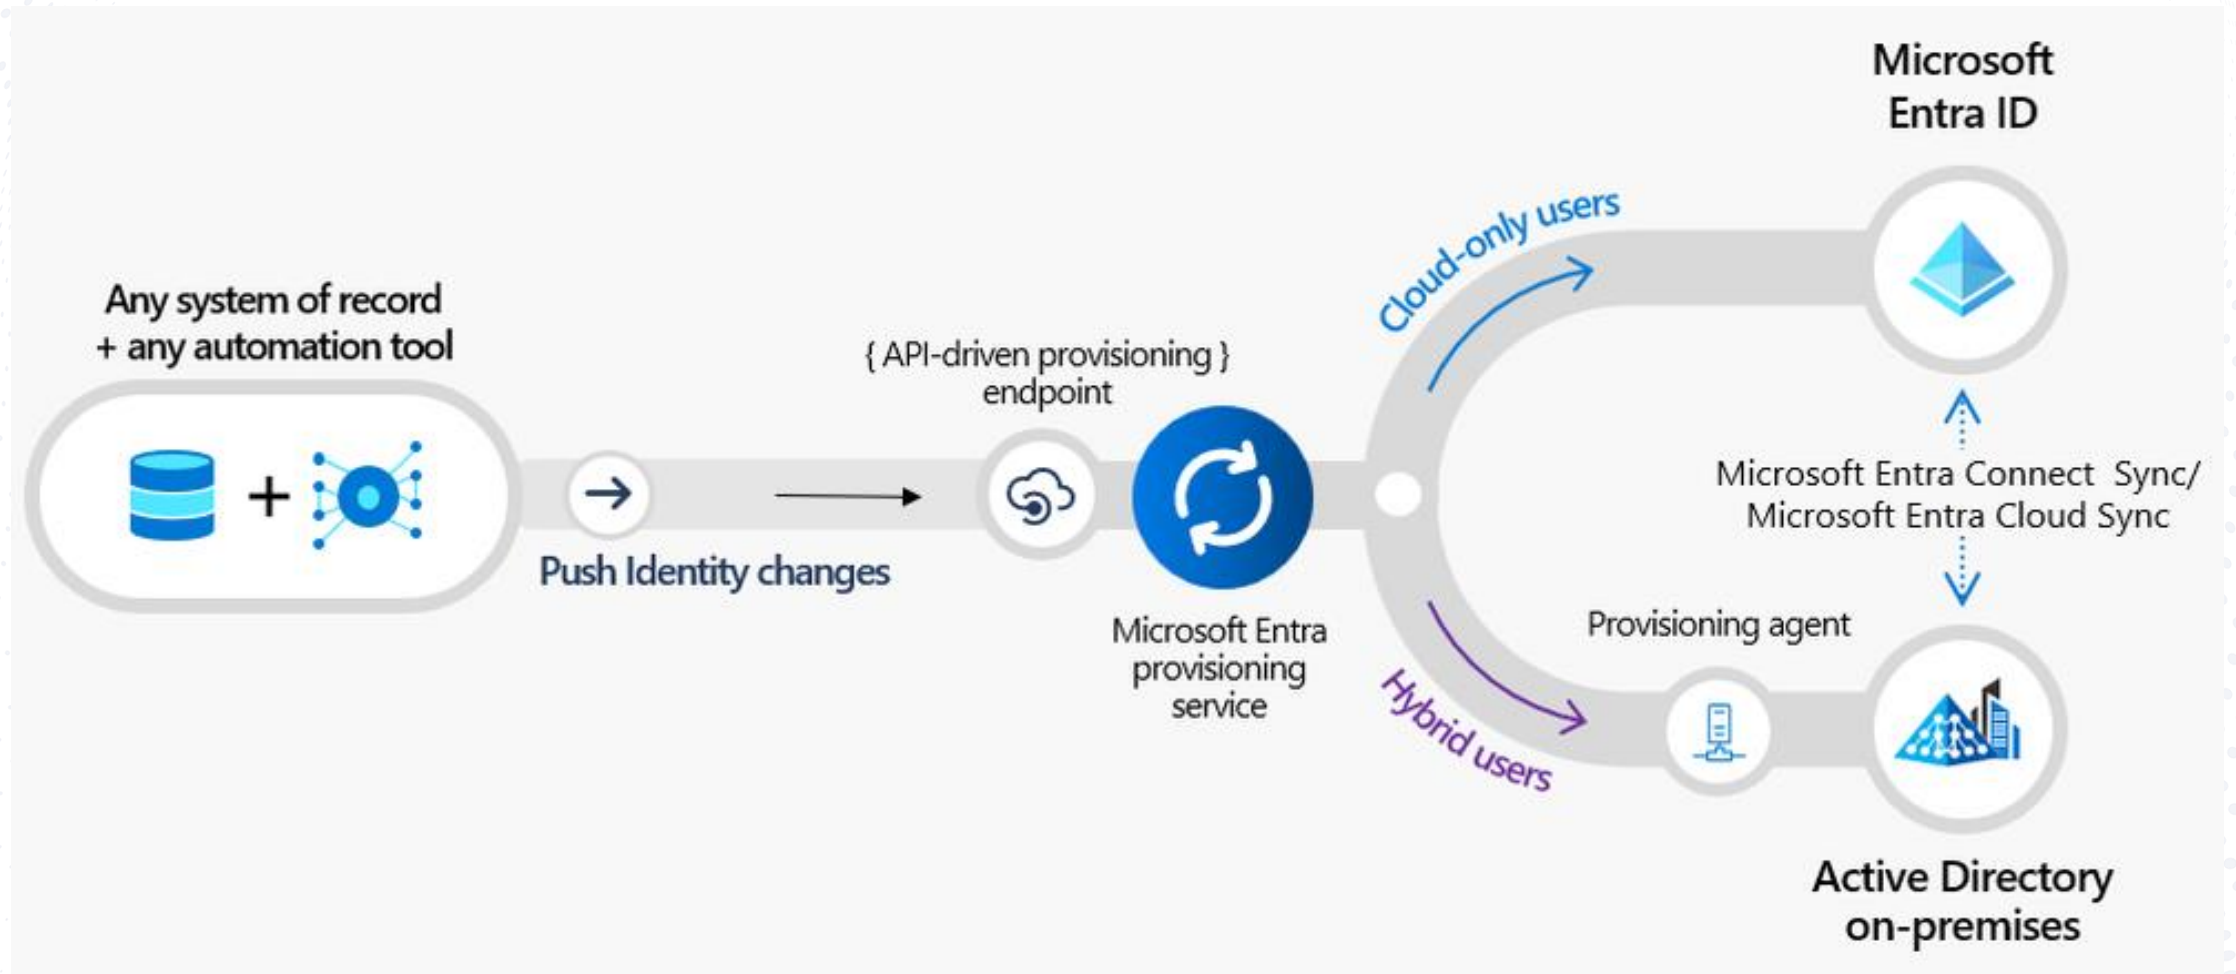 Microsoft
Entra ID
Cloud-only users
Any system of record
+ any automation tool
{ API-driven provisioning }
endpoint
+
Push Identity changes
Microsoft Entra
provisioning
service
Microsoft Entra Connect Sync/
Microsoft Entra Cloud Sync
Provisioning agent
Hybrid users
Active Directory
on-premises